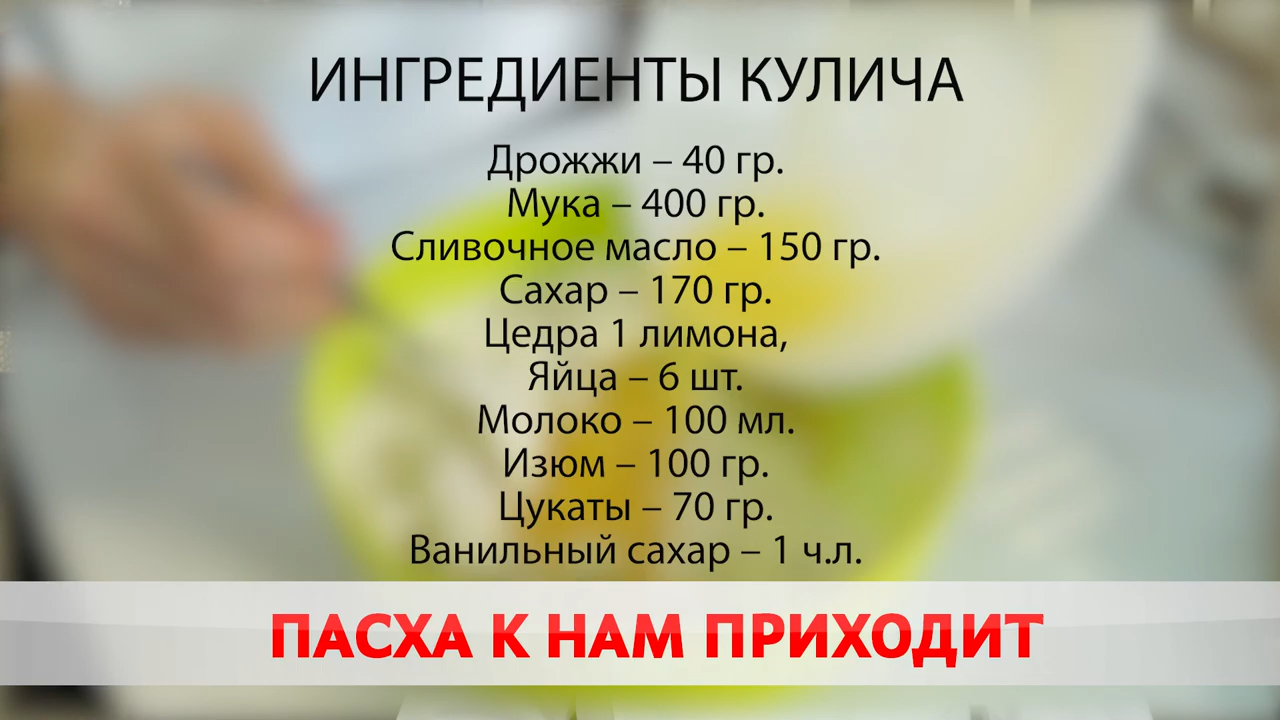 ИНГРЕДИЕНТЫ КУЛИЧА
Дрожжи – 40 гр.
Мука – 400 гр.
Сливочное масло – 150 гр.
Сахар – 170 гр.
Цедра 1 лимона,
Яйца – 6 шт.
Молоко – 100 мл.
Изюм – 100 гр.
Цукаты – 70 гр.
Ванильный сахар – 1 ч.л.
ПАСХА К НАМ ПРИХОДИТ